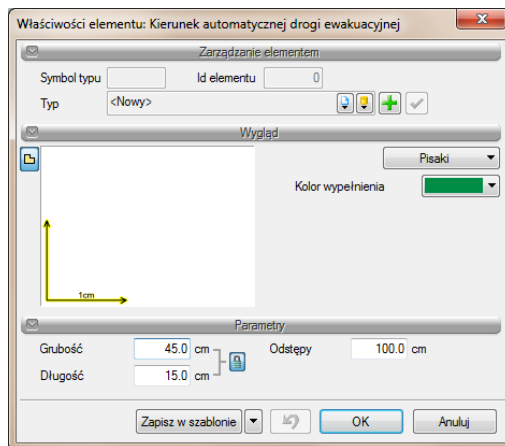 Właściwości elementu: Kierunek automatycznej drogi ewakuacyjnej
Zarządzanie elementem
Symbol typu Id elementu 0
Typ <Nowy>
Wygląd
Pisaki
Kolor wypełnienia
1cm
Parametry
Grubość 45.0 cm Odstępy 100.0 cm
Długość 15.0 cm
Zapisz w szablonie OK Anuluj